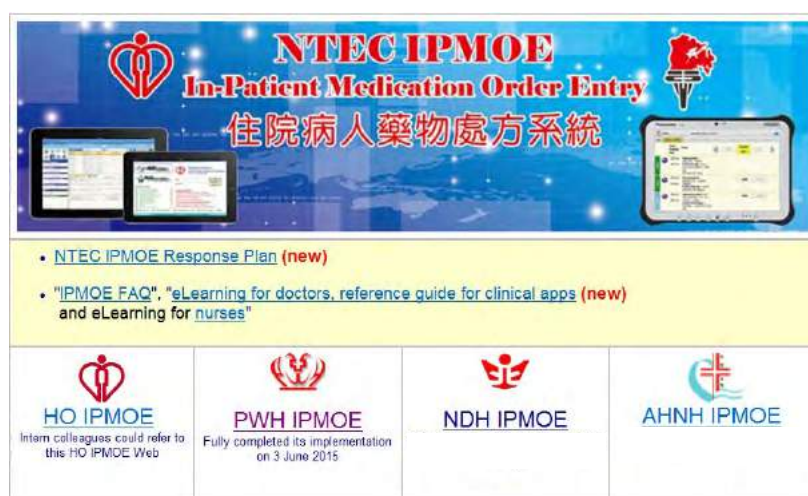 NTEC IPMOE
In-Patient Medication Order Entry
住院病人藥物處方系統
• NTEC IPMOE Response Plan (new)
• "IPMOE FAQ", "eLearning for doctors, reference guide for clinical apps (new)
and eLearning for nurses"
HO IPMOE
Intern colleagues could refer to
this HO IPMOE Web
PWH IPMOE
Fully completed its implementation
on 3 June 2015
NDH IPMOE
AHNH IPMOE